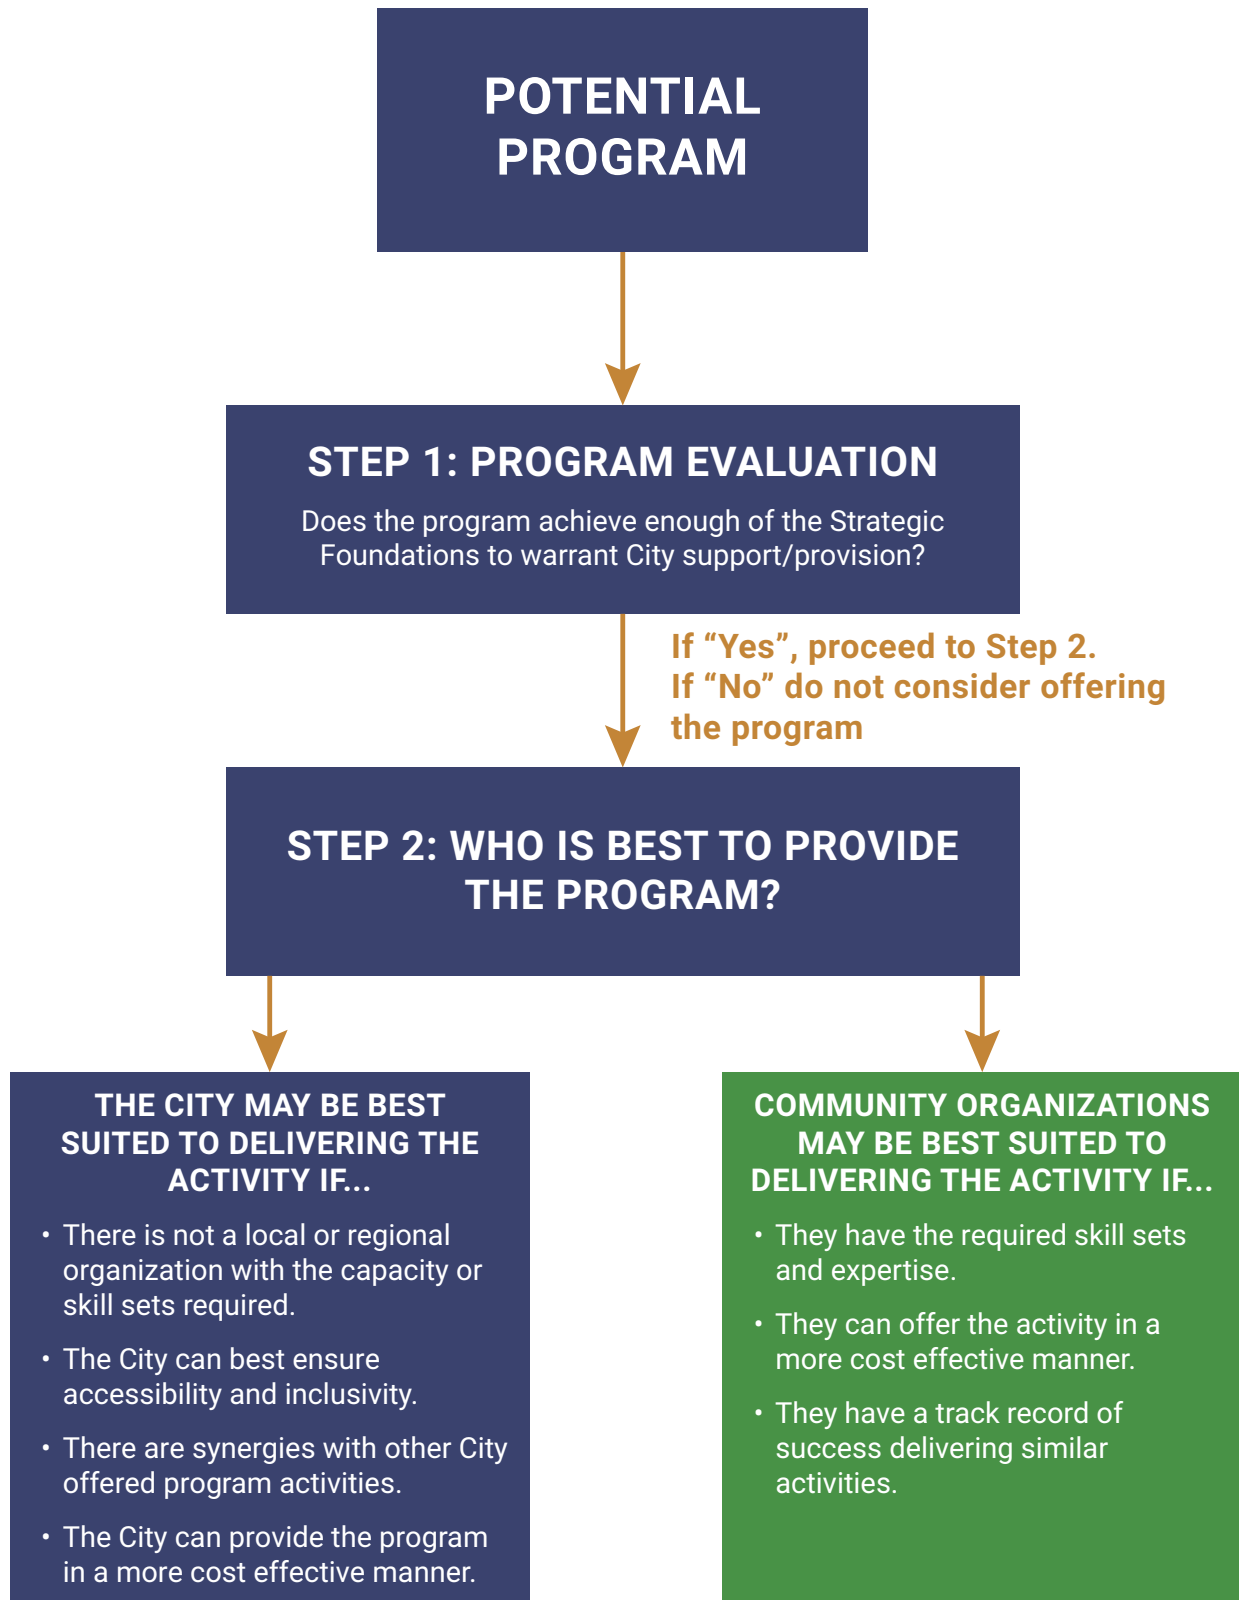 POTENTIAL
PROGRAM
STEP 1: PROGRAM EVALUATION
Does the program achieve enough of the Strategic
Foundations to warrant City support/provision?
If “Yes”, proceed to Step 2.
If “No” do not consider offering
the program
STEP 2: WHO IS BEST TO PROVIDE
THE PROGRAM?
THE CITY MAY BE BEST
SUITED TO DELIVERING THE
ACTIVITY IF...
• There is not a local or regional
organization with the capacity or
skill sets required.
• The City can best ensure
accessibility and inclusivity.
• There are synergies with other City
offered program activities.
• The City can provide the program
in a more cost effective manner.
COMMUNITY ORGANIZATIONS
MAY BE BEST SUITED TO
DELIVERING THE ACTIVITY IF...
• They have the required skill sets
and expertise.
• They can offer the activity in a
more cost effective manner.
• They have a track record of
success delivering similar
activities.